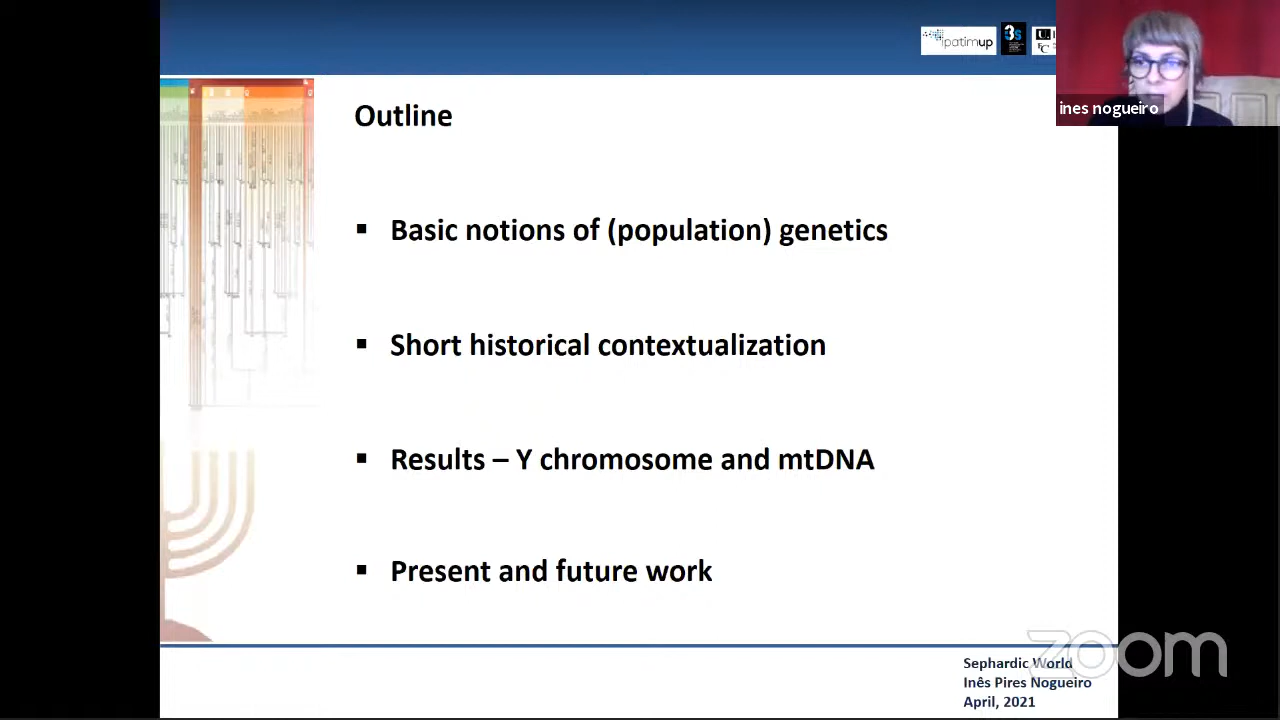 ipatimup
i3s
ines nogueiro
Outline
▪ Basic notions of (population) genetics
▪ Short historical contextualization
▪ Results – Y chromosome and mtDNA
▪ Present and future work
zoom
Sephardic World
Inês Pires Nogueiro
April, 2021